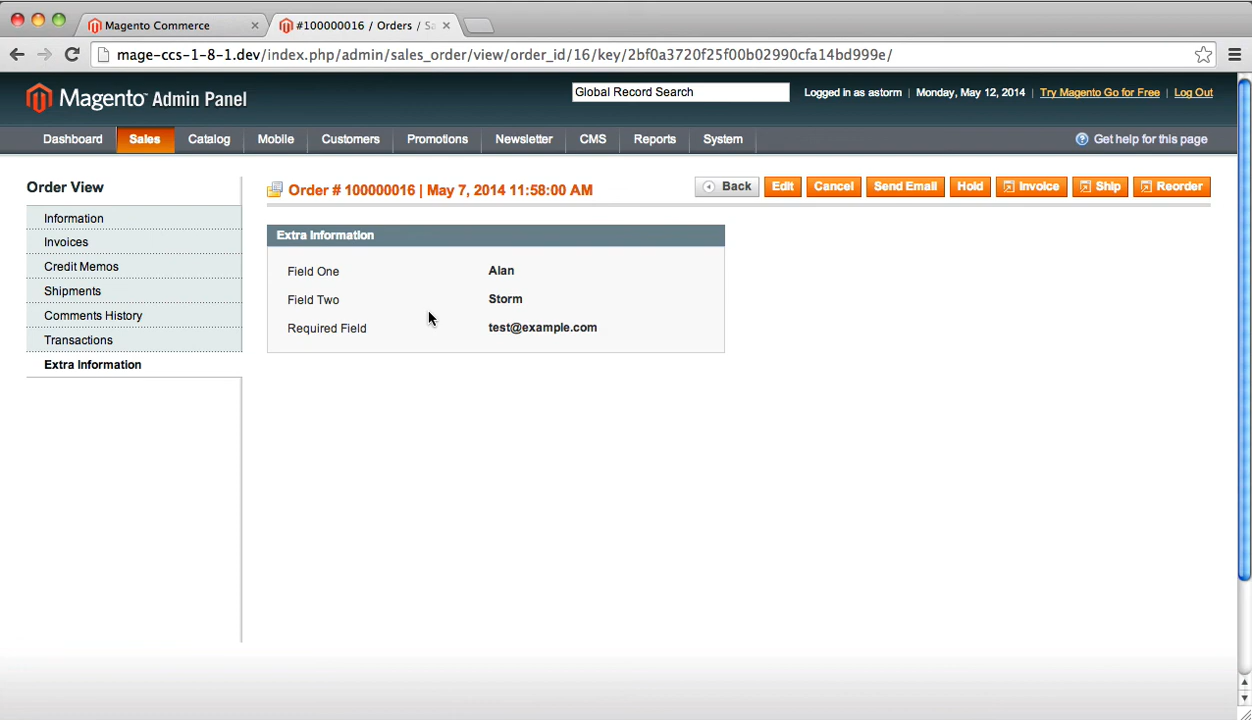 Magento Commerce
#100000016 / Orders / Sa
mage-ccs-1-8-1.dev/index.php/admin/sales_order/view/order_id/16/key/2bf0a3720f25f00b02990cfa14bd999e/
Magento™ Admin Panel
Global Record Search
Logged in as astorm | Monday, May 12, 2014 | Try Magento Go for Free | Log Out
Dashboard Sales Catalog Mobile Customers Promotions Newsletter CMS Reports System
Get help for this page
Order View
Information
Invoices
Credit Memos
Shipments
Comments History
Transactions
Extra Information
Order # 100000016 | May 7, 2014 11:58:00 AM
Back Edit Cancel Send Email Hold Invoice Ship Reorder
Extra Information
Field One Alan
Field Two Storm
Required Field test@example.com